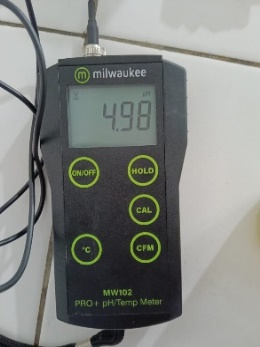 m milwaukee
pH
4.98
ON/OFF
HOLD
CAL
°C
CFM
MW102
PRO+ pH/Temp Meter